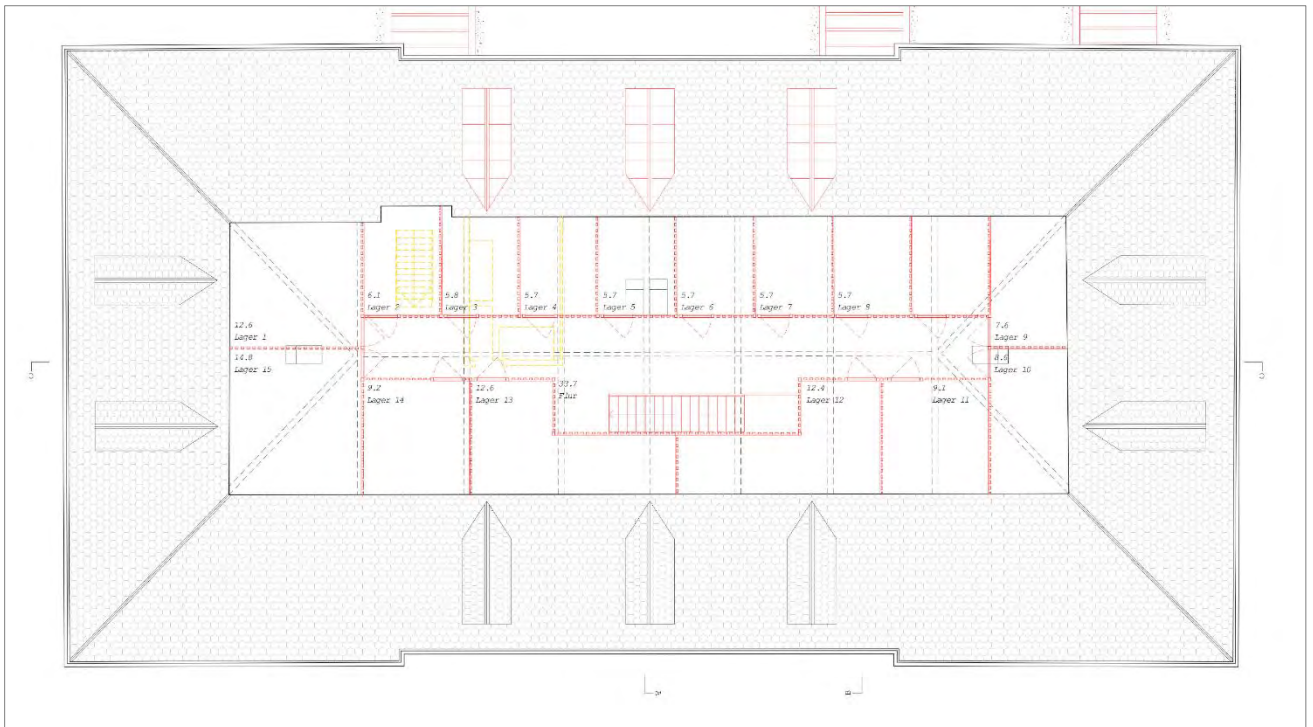 6.1
Lager 2
5.8
Lager 3
5.7
Lager 4
5.7
Lager 5
5.7
Lager 6
5.7
Lager 7
5.7
Lager 8
12.6
Lager 1
14.8
Lager 15
7.6
Lager 9
Lager 10
9.2
Lager 14
12.6
Lager 13
33.7
Flur
12.4
Lager 12
9.1
Lager 11
C
C
A
B